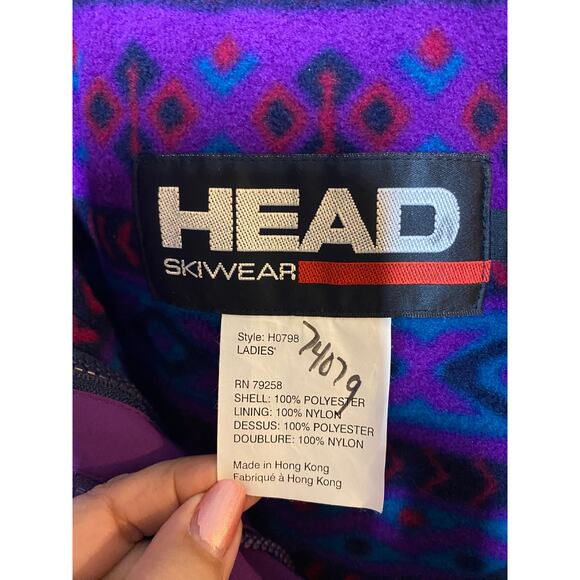 HEAD
SKIWEAR
Style: H0798
LADIES'
74079
RN 79258
SHELL: 100% POLYESTER
LINING: 100% NYLON
DESSUS: 100% POLYESTER
DOUBLURE: 100% NYLON
Made in Hong Kong
Fabriqué à Hong Kong